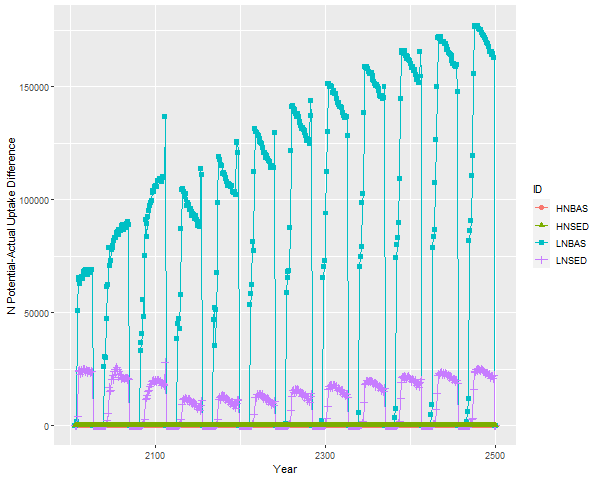 N Potential-Actual Uptake Difference
150000
100000
50000
0
2100
2300
2500
Year
ID
HNBAS
HNSED
LNBAS
LNSED